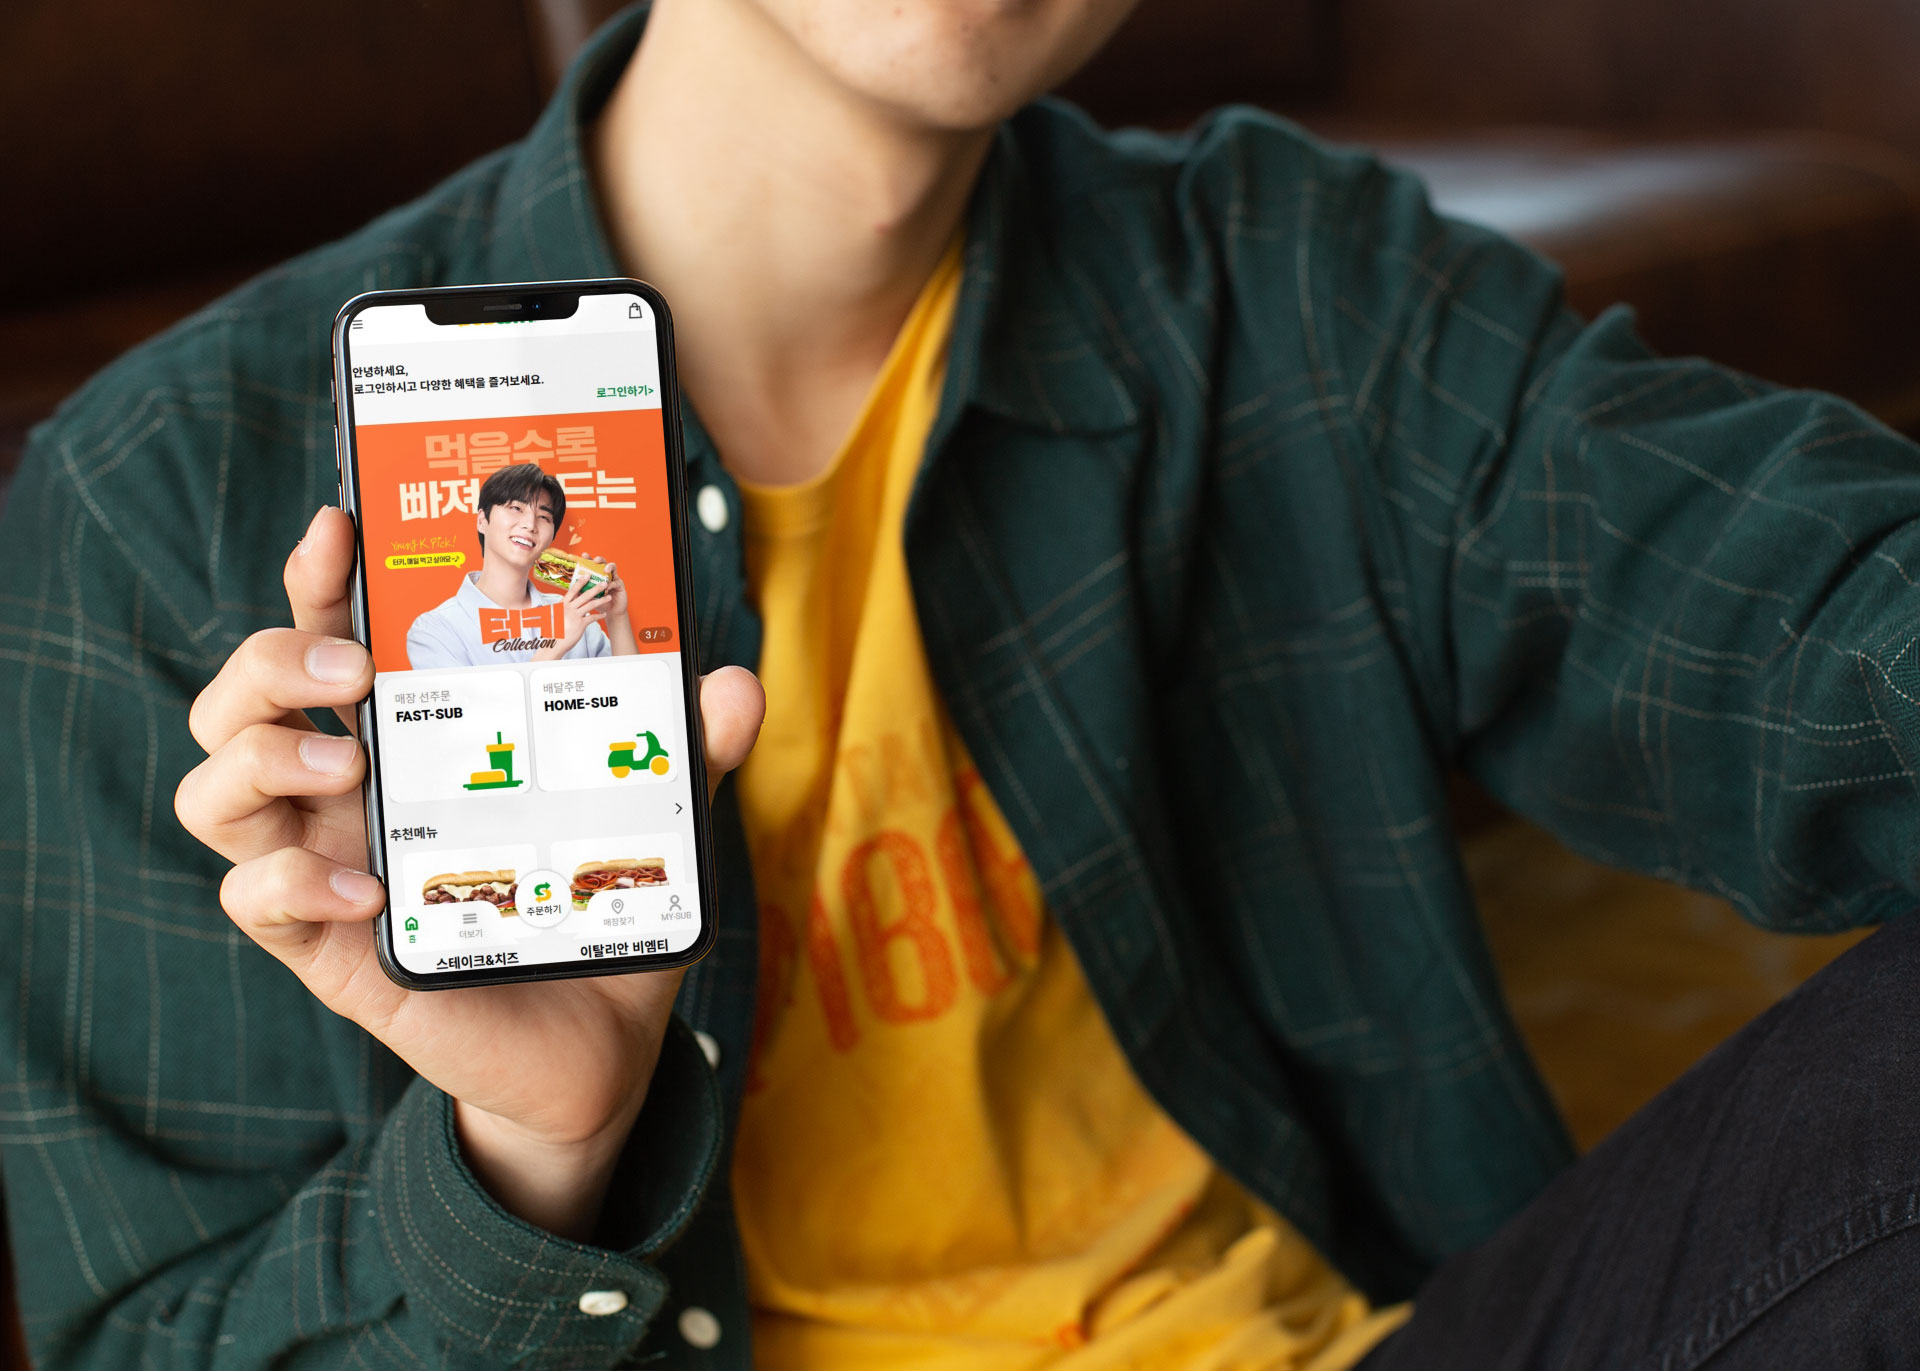 안녕하세요,
로그인하시고 다양한 혜택을 즐겨보세요.
로그인하기>
먹을수록
빠져
드는
Young K Pick!
터키, 매일 먹고 싶어요~♪
터키
Collection
3 / 4
매장 선주문
FAST-SUB
배달주문
HOME-SUB
추천메뉴
홈
더보기
주문하기
매장찾기
MY-SUB
스테이크&치즈
이탈리안 비엠티